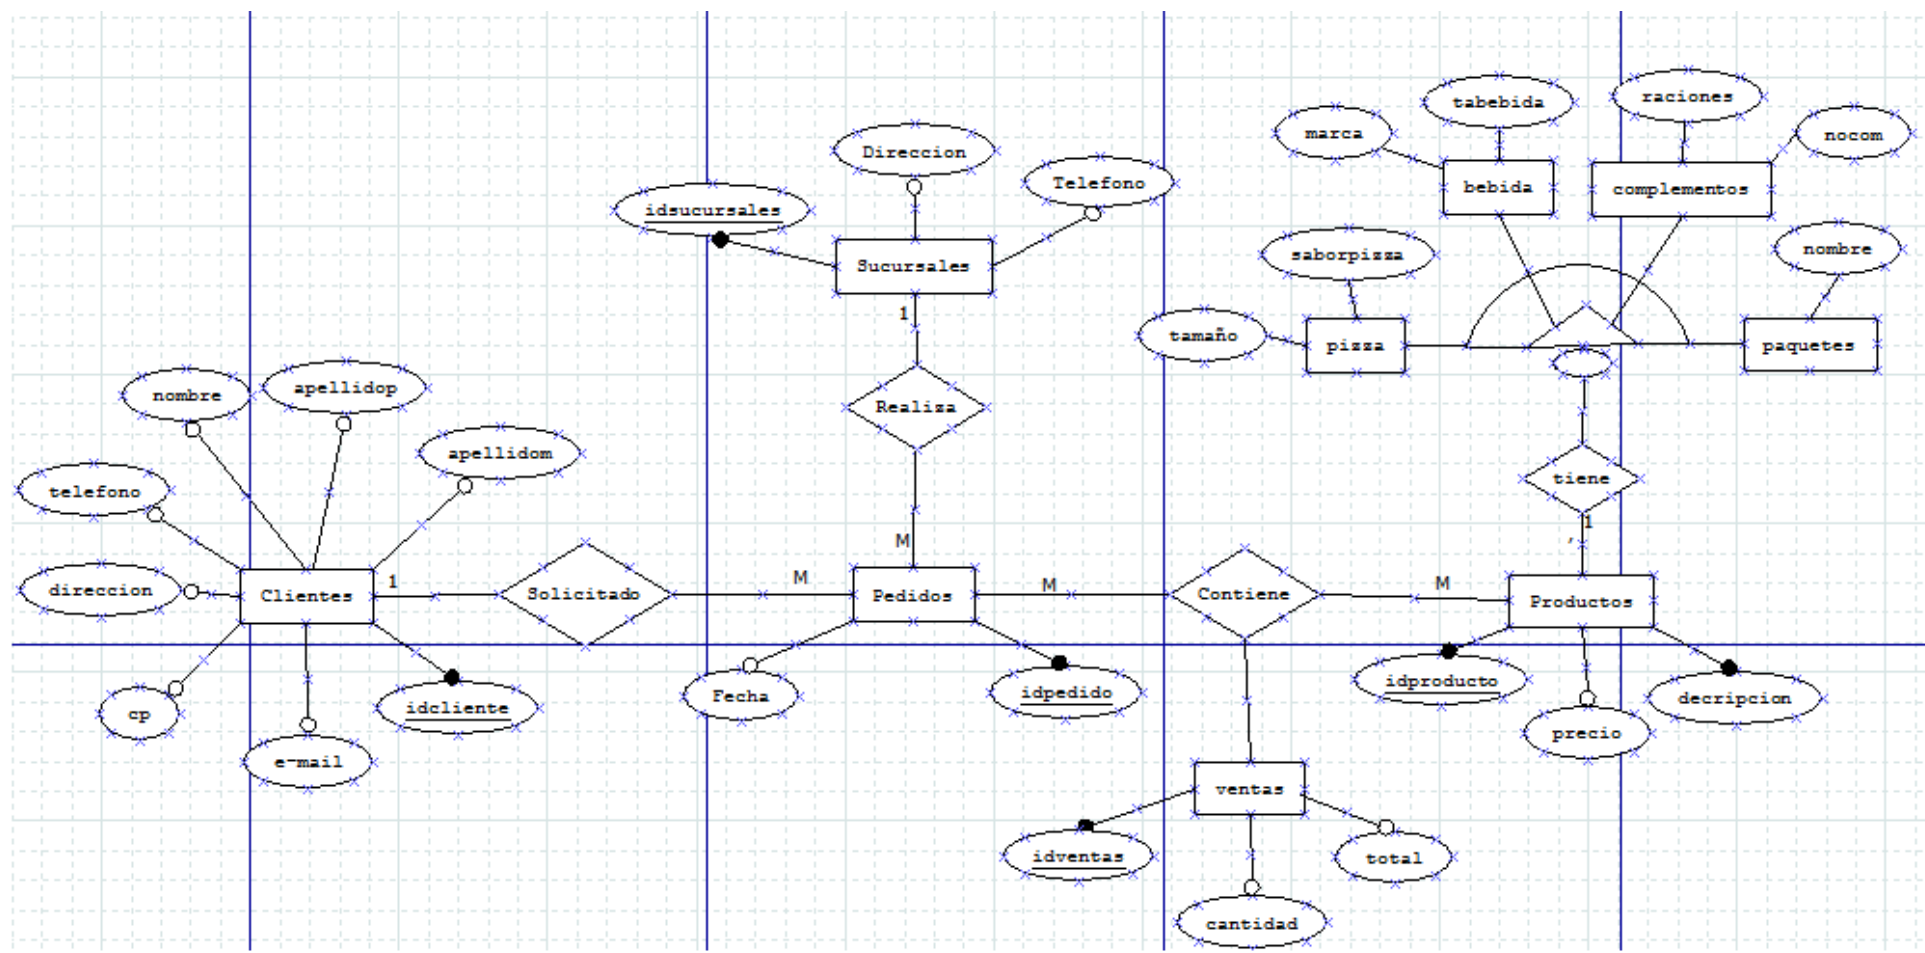 tabebida
raciones
marca
nocom
Direccion
Telefono
bebida
complementos
idsucursales
saborpizza
nombre
Sucursales
1
tamaño
pizza
paquetes
nombre
apellidop
Realiza
apellidom
telefono
tiene
1
,
M
direccion
Clientes
1
Solicitado
M
Pedidos
M
Contiene
M
Productos
cp
idcliente
Fecha
idpedido
idproducto
decripcion
e-mail
precio
ventas
idventas
total
cantidad